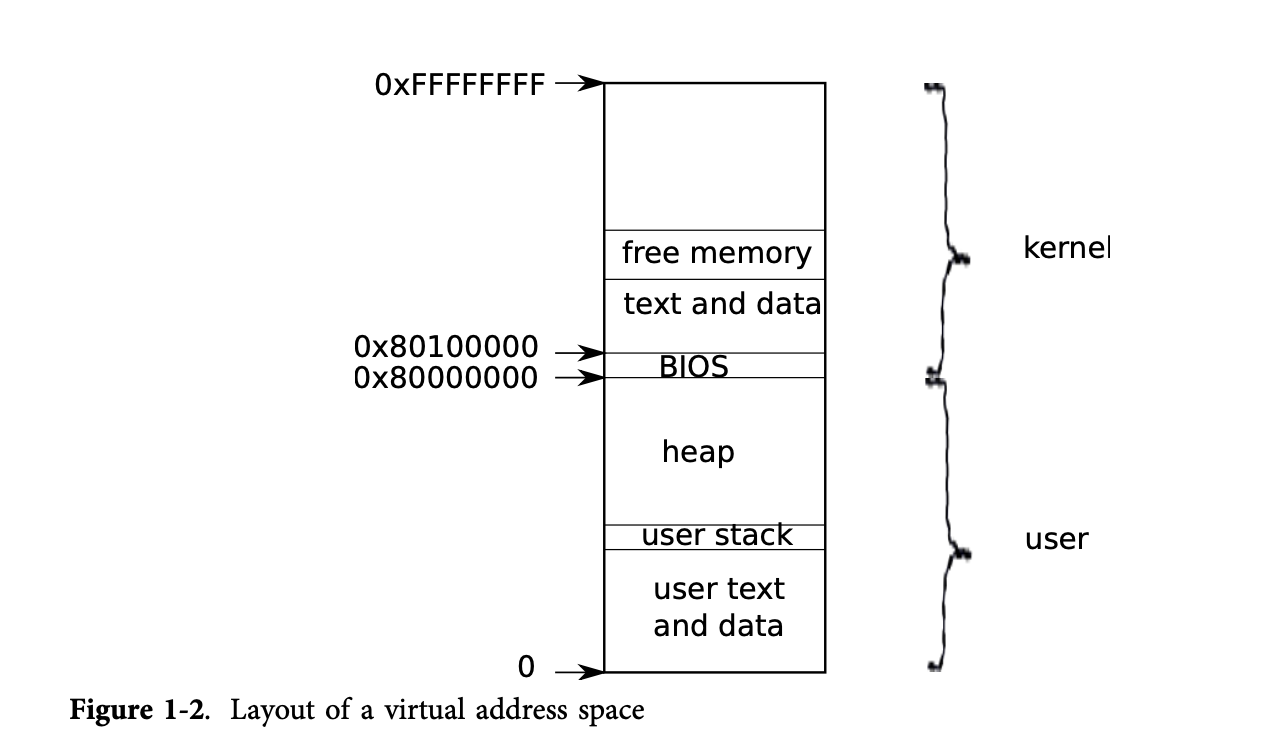 0xFFFFFFFF
free memory
kernel
text and data
0x80100000
BIOS
0x80000000
heap
user stack
user
user text
and data
0
Figure 1-2. Layout of a virtual address space